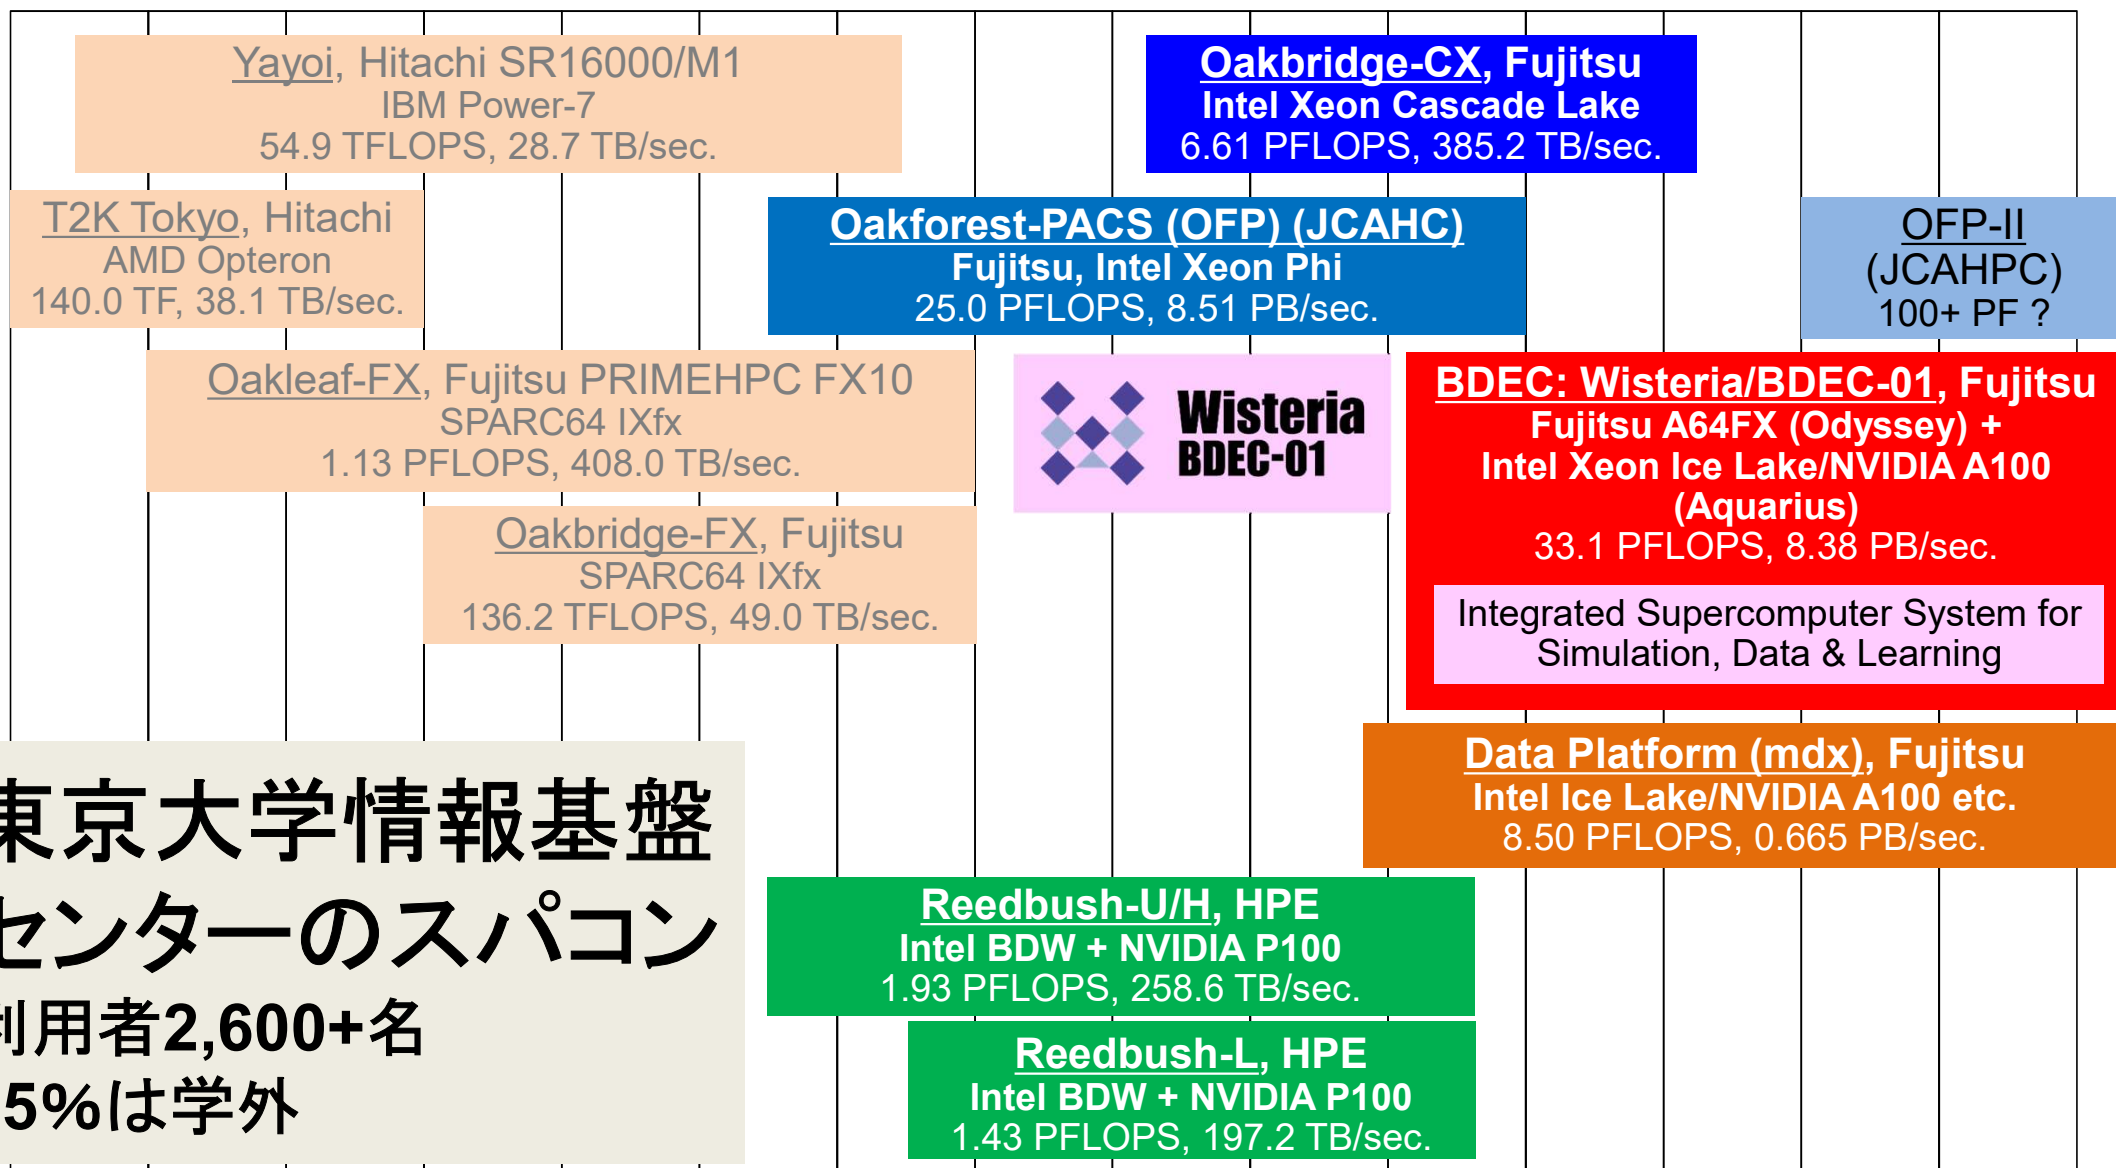 Yayoi, Hitachi SR16000/M1
IBM Power-7
54.9 TFLOPS, 28.7 TB/sec.
Oakbridge-CX, Fujitsu
Intel Xeon Cascade Lake
6.61 PFLOPS, 385.2 TB/sec.
T2K Tokyo, Hitachi
AMD Opteron
140.0 TF, 38.1 TB/sec.
Oakforest-PACS (OFP) (JCAHC)
Fujitsu, Intel Xeon Phi
25.0 PFLOPS, 8.51 PB/sec.
OFP-II
(JCAHPC)
100+ PF ?
Oakleaf-FX, Fujitsu PRIMEHPC FX10
SPARC64 IXfx
1.13 PFLOPS, 408.0 TB/sec.
Wisteria
BDEC-01
BDEC: Wisteria/BDEC-01, Fujitsu
Fujitsu A64FX (Odyssey) +
Intel Xeon Ice Lake/NVIDIA A100
(Aquarius)
33.1 PFLOPS, 8.38 PB/sec.
Integrated Supercomputer System for
Simulation, Data & Learning
Oakbridge-FX, Fujitsu
SPARC64 IXfx
136.2 TFLOPS, 49.0 TB/sec.
Data Platform (mdx), Fujitsu
Intel Ice Lake/NVIDIA A100 etc.
8.50 PFLOPS, 0.665 PB/sec.
東京大学情報基盤
センターのスパコン
利用者2,600+名
5%は学外
Reedbush-U/H, HPE
Intel BDW + NVIDIA P100
1.93 PFLOPS, 258.6 TB/sec.
Reedbush-L, HPE
Intel BDW + NVIDIA P100
1.43 PFLOPS, 197.2 TB/sec.